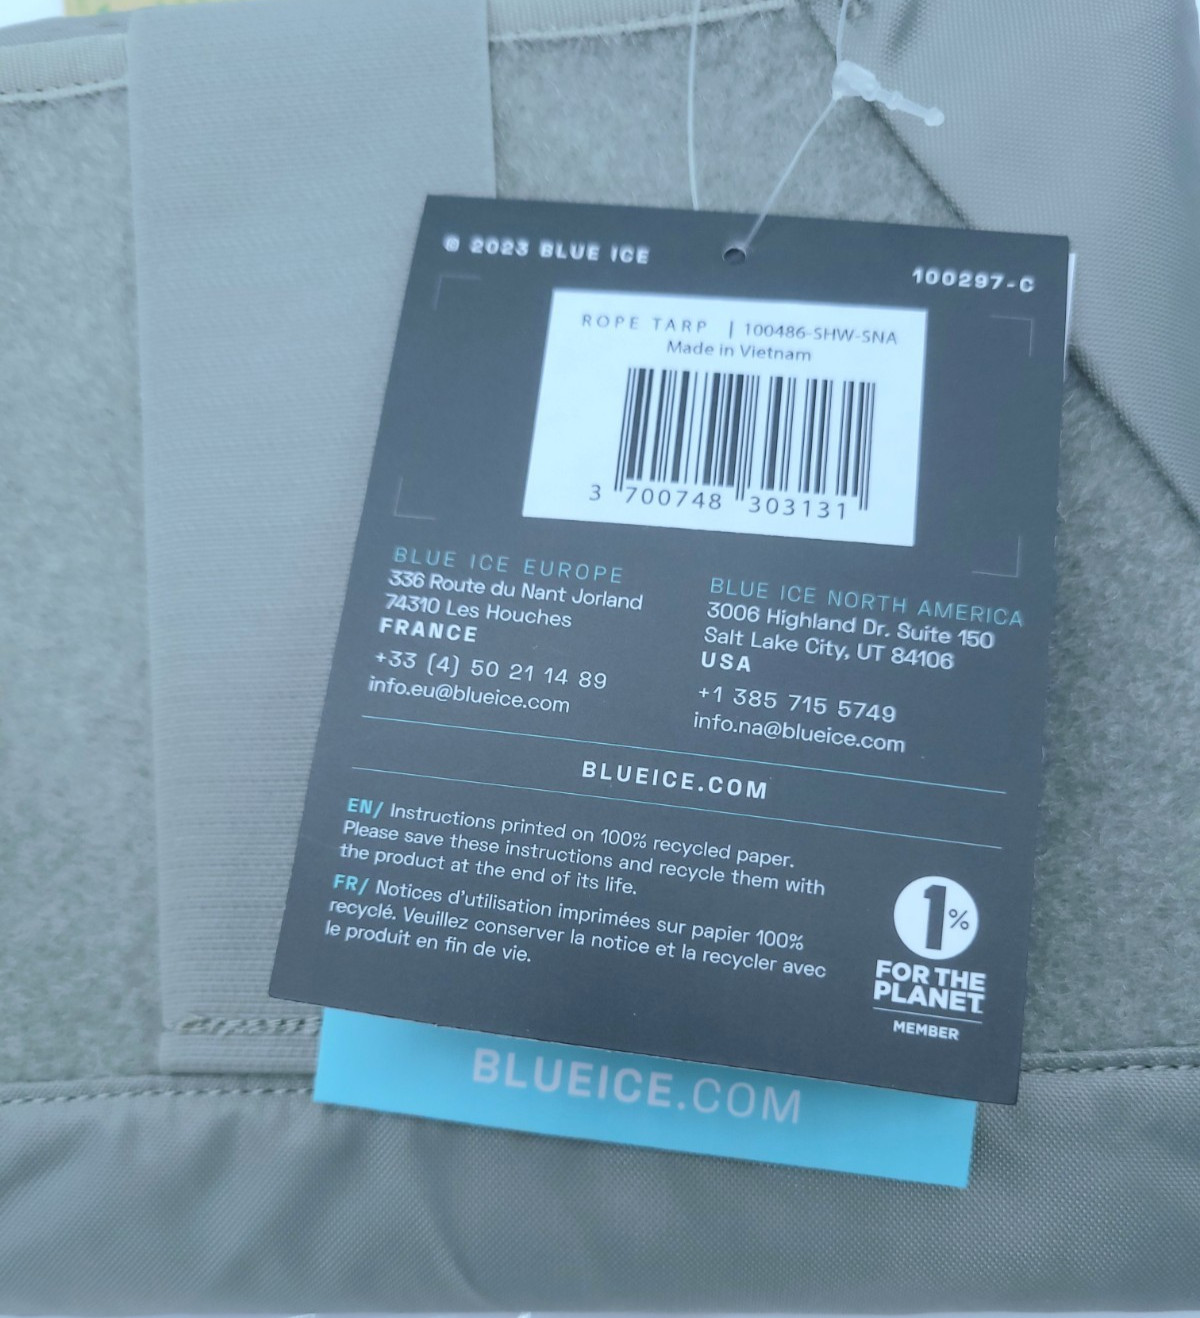 © 2023 BLUE ICE
100297-C
ROPE TARP | 100486-SHW-SNA
Made in Vietnam
3 700748 303131
BLUE ICE EUROPE
336 Route du Nant Jorland
74310 Les Houches
FRANCE
+33 (4) 50 21 14 89
info.eu@blueice.com
BLUE ICE NORTH AMERICA
3006 Highland Dr. Suite 150
Salt Lake City, UT 84106
USA
+1 385 715 5749
info.na@blueice.com
BLUEICE.COM
EN/ Instructions printed on 100% recycled paper.
Please save these instructions and recycle them with
the product at the end of its life.
FR/ Notices d'utilisation imprimées sur papier 100%
recyclé. Veuillez conserver la notice et la recycler avec
le produit en fin de vie.
1%
FOR THE
PLANET
MEMBER
BLUEICE.COM